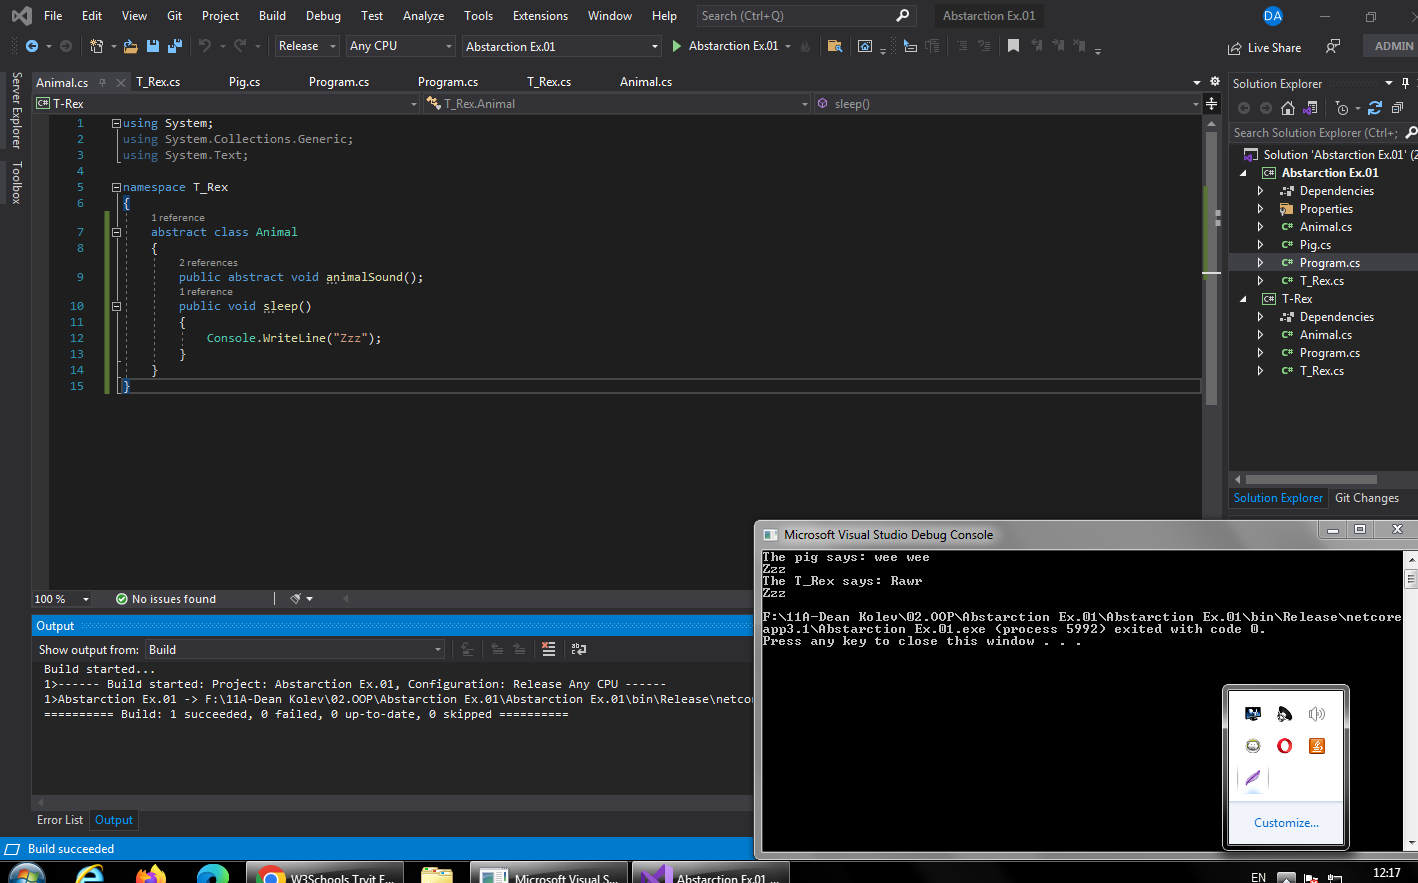 File Edit View Git Project Build Debug Test Analyze Tools Extensions Window Help Search (Ctrl+Q) Abstarction Ex.01 DA
Release Any CPU Abstarction Ex.01 Abstarction Ex.01 Live Share ADMIN
Server Explorer
Toolbox
Animal.cs T_Rex.cs Pig.cs Program.cs Program.cs T_Rex.cs Animal.cs
C# T-Rex T_Rex.Animal sleep()
1 using System;
2 using System.Collections.Generic;
3 using System.Text;
4
5 namespace T_Rex
6 {
1 reference
7 abstract class Animal
8 {
2 references
9 public abstract void animalSound();
1 reference
10 public void sleep()
11 {
12 Console.WriteLine("Zzz");
13 }
14 }
15 }
100 % No issues found
Solution Explorer
Search Solution Explorer (Ctrl+;
Solution 'Abstarction Ex.01' (2
C# Abstarction Ex.01
Dependencies
Properties
C# Animal.cs
C# Pig.cs
C# Program.cs
C# T_Rex.cs
C# T-Rex
Dependencies
C# Animal.cs
C# Program.cs
C# T_Rex.cs
Solution Explorer Git Changes
Output
Show output from: Build
Build started...
1>------ Build started: Project: Abstarction Ex.01, Configuration: Release Any CPU ------
1>Abstarction Ex.01 -> F:\11A-Dean Kolev\02.OOP\Abstarction Ex.01\Abstarction Ex.01\bin\Release\netco
========== Build: 1 succeeded, 0 failed, 0 up-to-date, 0 skipped ==========
Error List Output
Build succeeded
Microsoft Visual Studio Debug Console
The pig says: wee wee
Zzz
The T_Rex says: Rawr
Zzz
F:\11A-Dean Kolev\02.OOP\Abstarction Ex.01\Abstarction Ex.01\bin\Release\netcore
app3.1\Abstarction Ex.01.exe (process 5992) exited with code 0.
Press any key to close this window . . .
Customize...
W3Schools Tryit E... Microsoft Visual S... Abstarction Ex.01 ... EN 12:17